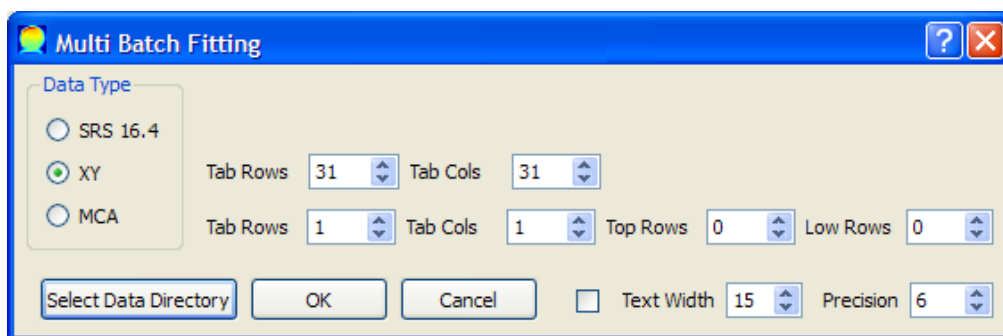 Multi Batch Fitting
Data Type
SRS 16.4
XY Tab Rows 31 Tab Cols 31
MCA Tab Rows 1 Tab Cols 1 Top Rows 0 Low Rows 0
Select Data Directory OK Cancel Text Width 15 Precision 6